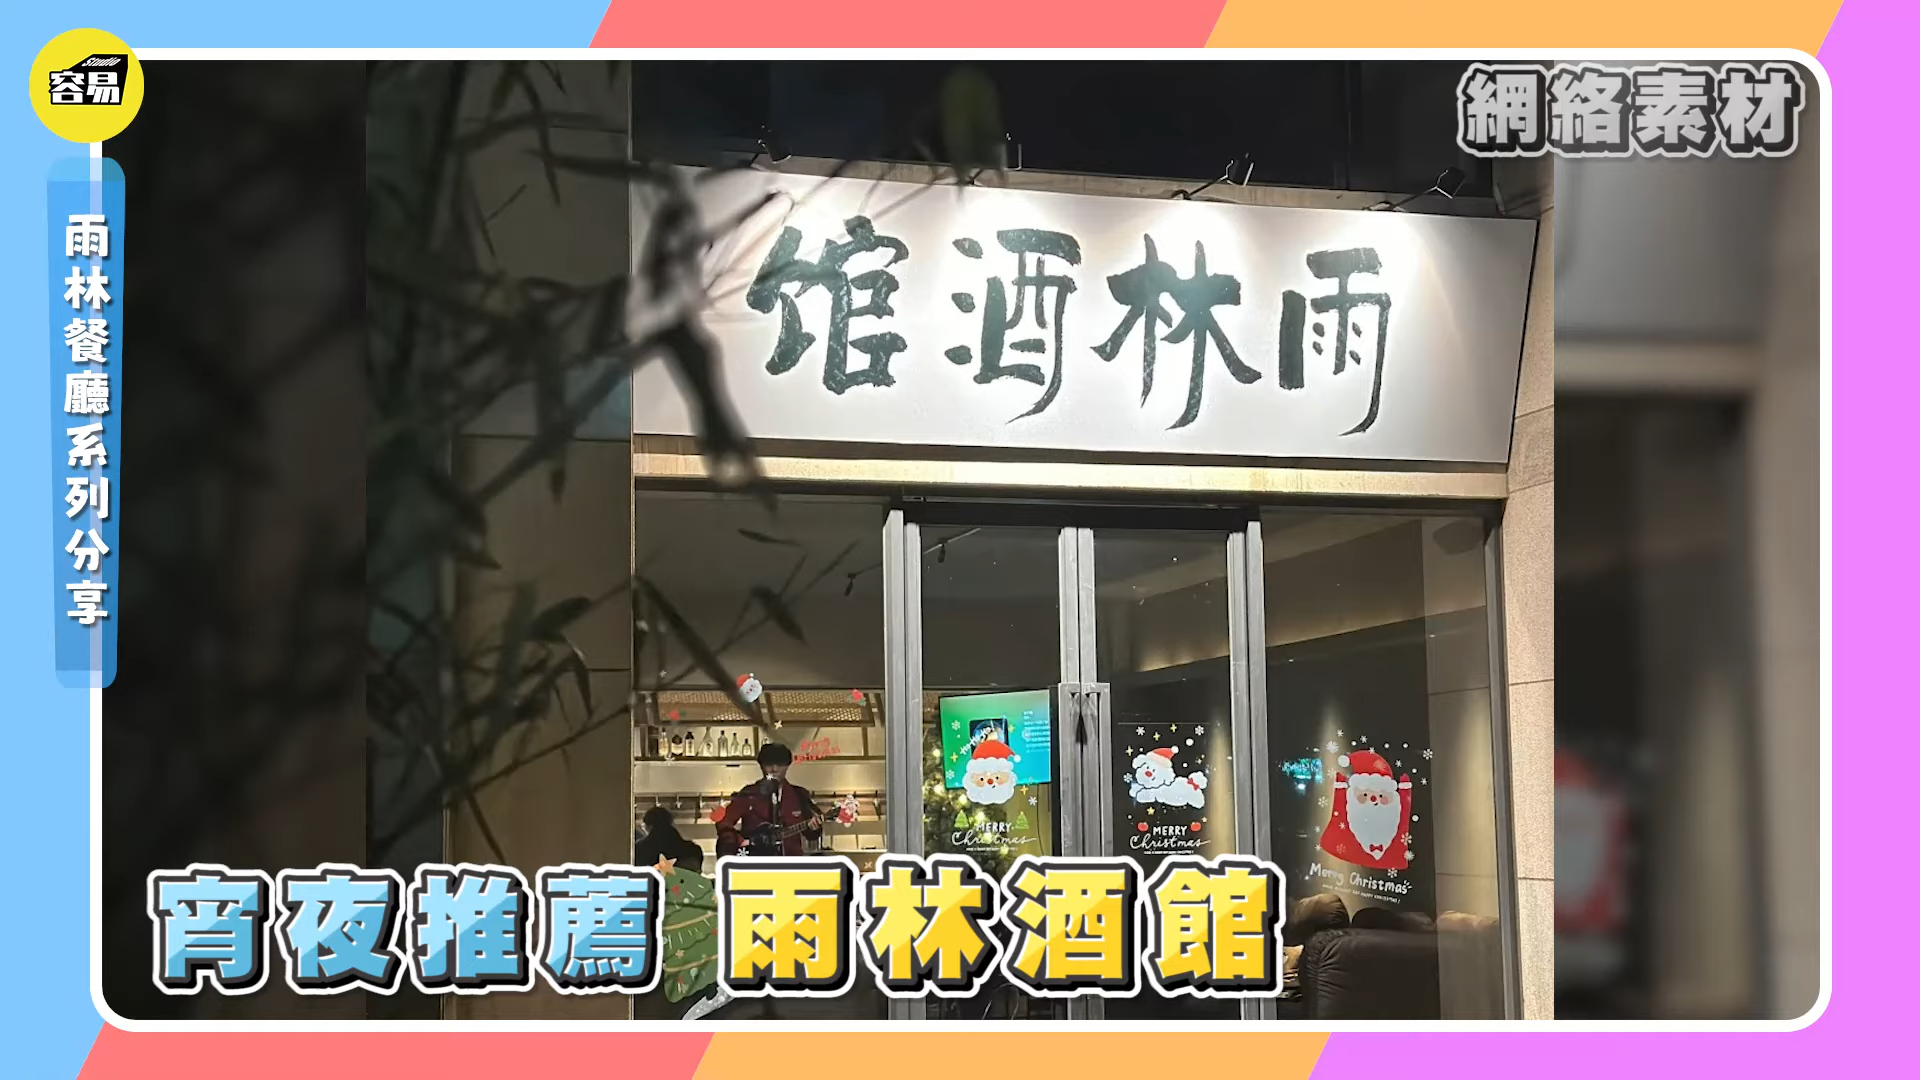 Studio
容易
網絡素材
雨林餐廳系列分享
雨林酒馆
MERRY
Christmas
MERRY
Christmas
Merry Christmas
宵夜推薦 雨林酒館